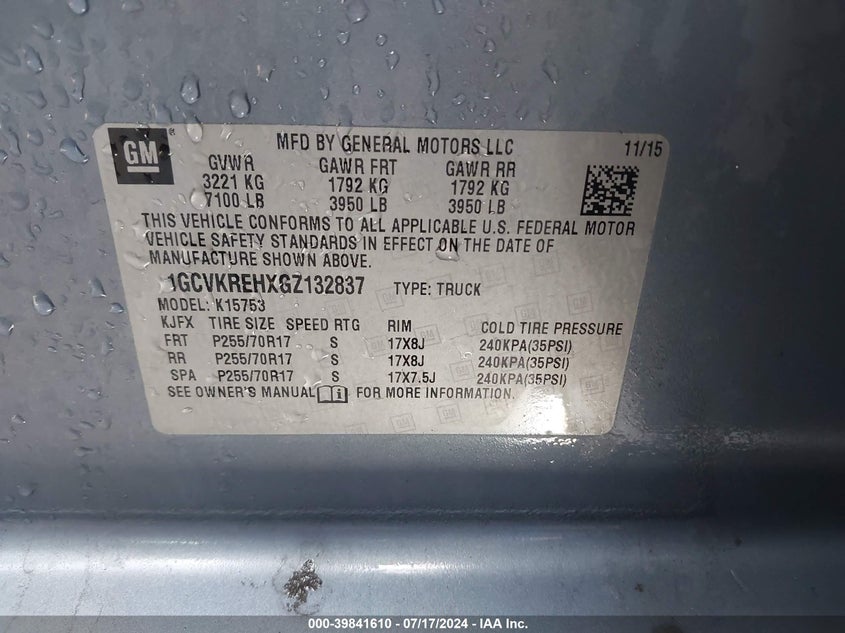 GM ®
MFD BY GENERAL MOTORS LLC 11/15
GVWR GAWR FRT GAWR RR
3221 KG 1792 KG 1792 KG
7100 LB 3950 LB 3950 LB
THIS VEHICLE CONFORMS TO ALL APPLICABLE U.S. FEDERAL MOTOR
VEHICLE SAFETY STANDARDS IN EFFECT ON THE DATE OF
MANUFACTURE SHOWN ABOVE.
1GCVKREHXGZ132837 TYPE: TRUCK
MODEL: K15753
KJFX TIRE SIZE SPEED RTG RIM COLD TIRE PRESSURE
FRT P255/70R17 S 17X8J 240KPA(35PSI)
RR P255/70R17 S 17X8J 240KPA(35PSI)
SPA P255/70R17 S 17X7.5J 240KPA(35PSI)
SEE OWNER'S MANUAL FOR MORE INFORMATION.
000-39841610 - 07/17/2024 - IAA Inc.